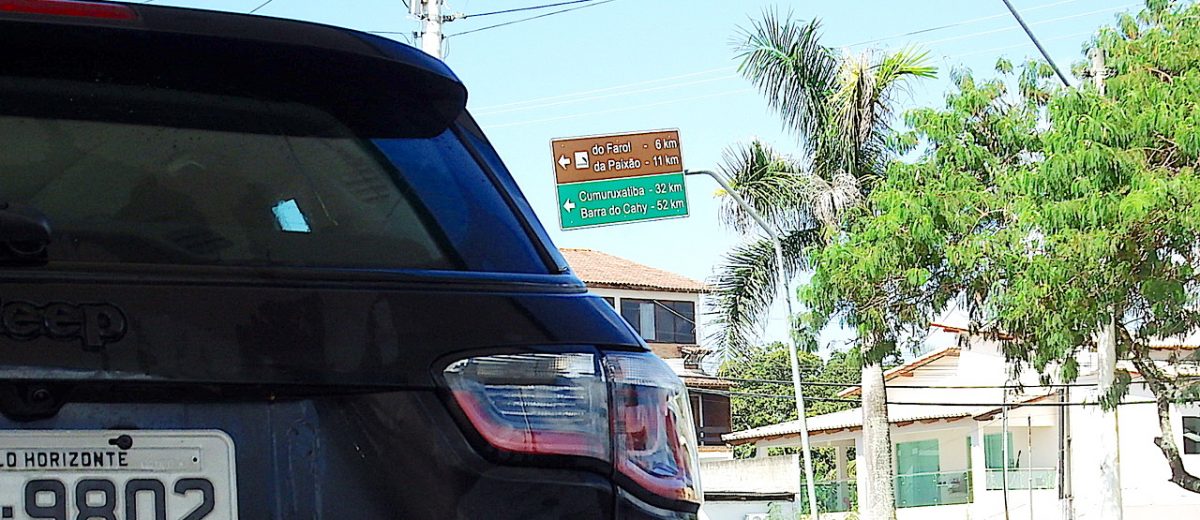 do Farol - 6 km
da Paixão - 11 km
Cumuruxatiba - 32 km
Barra do Cahy - 52 km
Jeep
LO HORIZONTE
9802